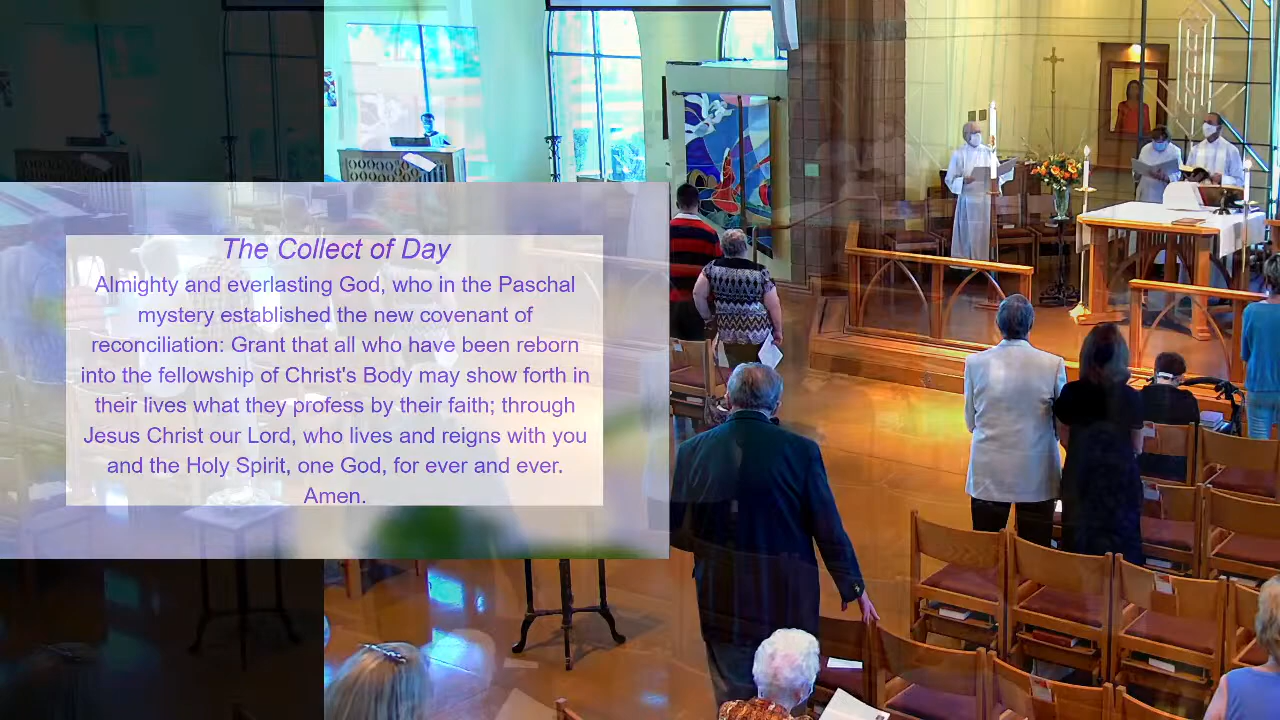 The Collect of Day
Almighty and everlasting God, who in the Paschal
mystery established the new covenant of
reconciliation: Grant that all who have been reborn
into the fellowship of Christ's Body may show forth in
their lives what they profess by their faith; through
Jesus Christ our Lord, who lives and reigns with you
and the Holy Spirit, one God, for ever and ever.
Amen.